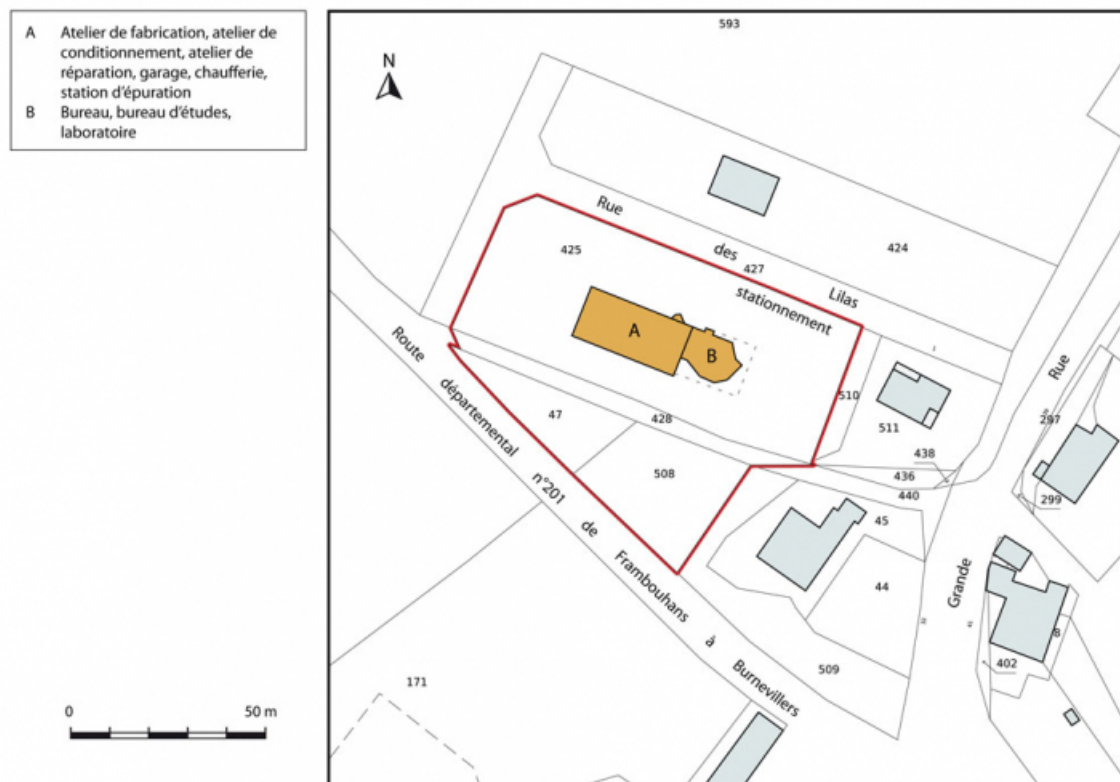 A Atelier de fabrication, atelier de
conditionnement, atelier de
réparation, garage, chaufferie,
station d'épuration
B Bureau, bureau d'études,
laboratoire
593
N
Rue des Lilas
424
425
427
stationnement
A
B
Rue
510
511
297
47
428
438
436
508
440
299
45
44
Route départemental n°201 de Frambouhans à Burnevillers
Grande
8
402
509
171
0 50 m